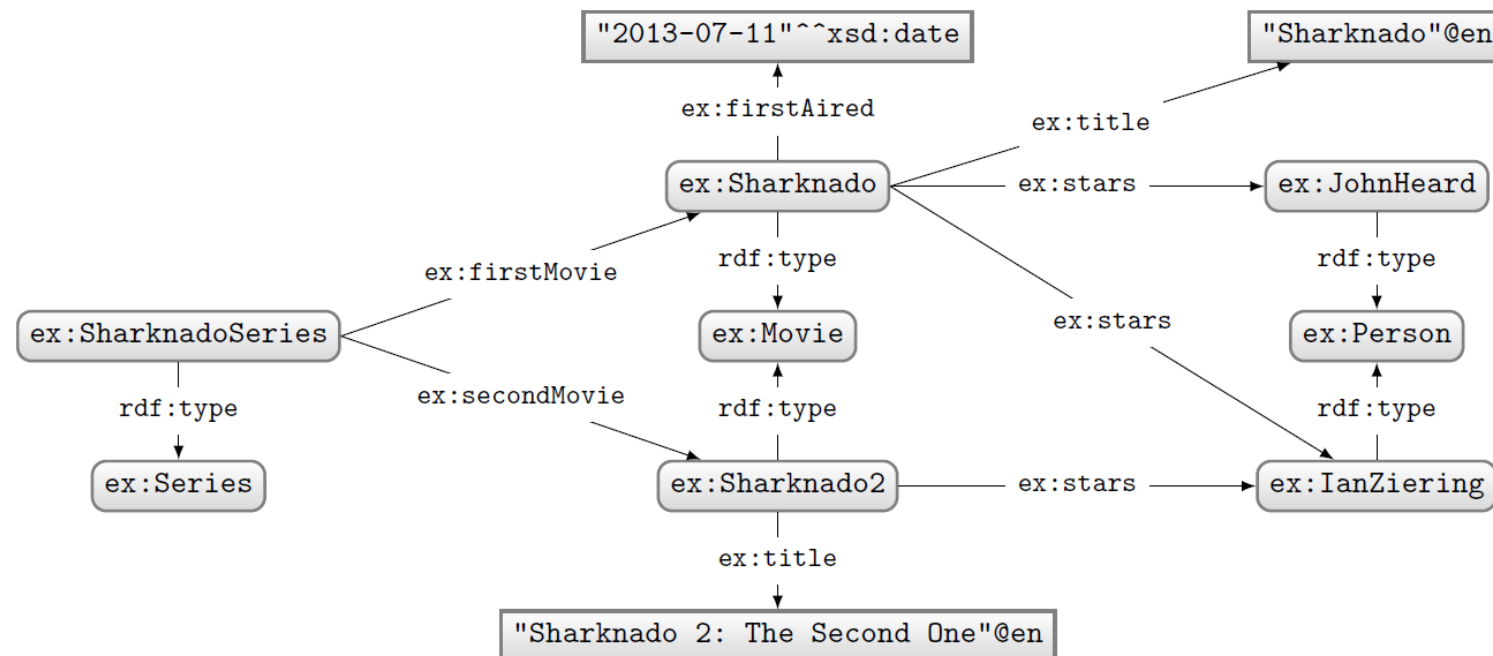 "2013-07-11"^^xsd:date
"Sharknado"@en
ex:firstAired
ex:title
ex:Sharknado
ex:stars
ex:JohnHeard
ex:firstMovie
rdf:type
rdf:type
ex:SharknadoSeries
ex:Movie
ex:stars
ex:Person
rdf:type
ex:secondMovie
rdf:type
rdf:type
ex:Series
ex:Sharknado2
ex:stars
ex:IanZiering
ex:title
"Sharknado 2: The Second One"@en